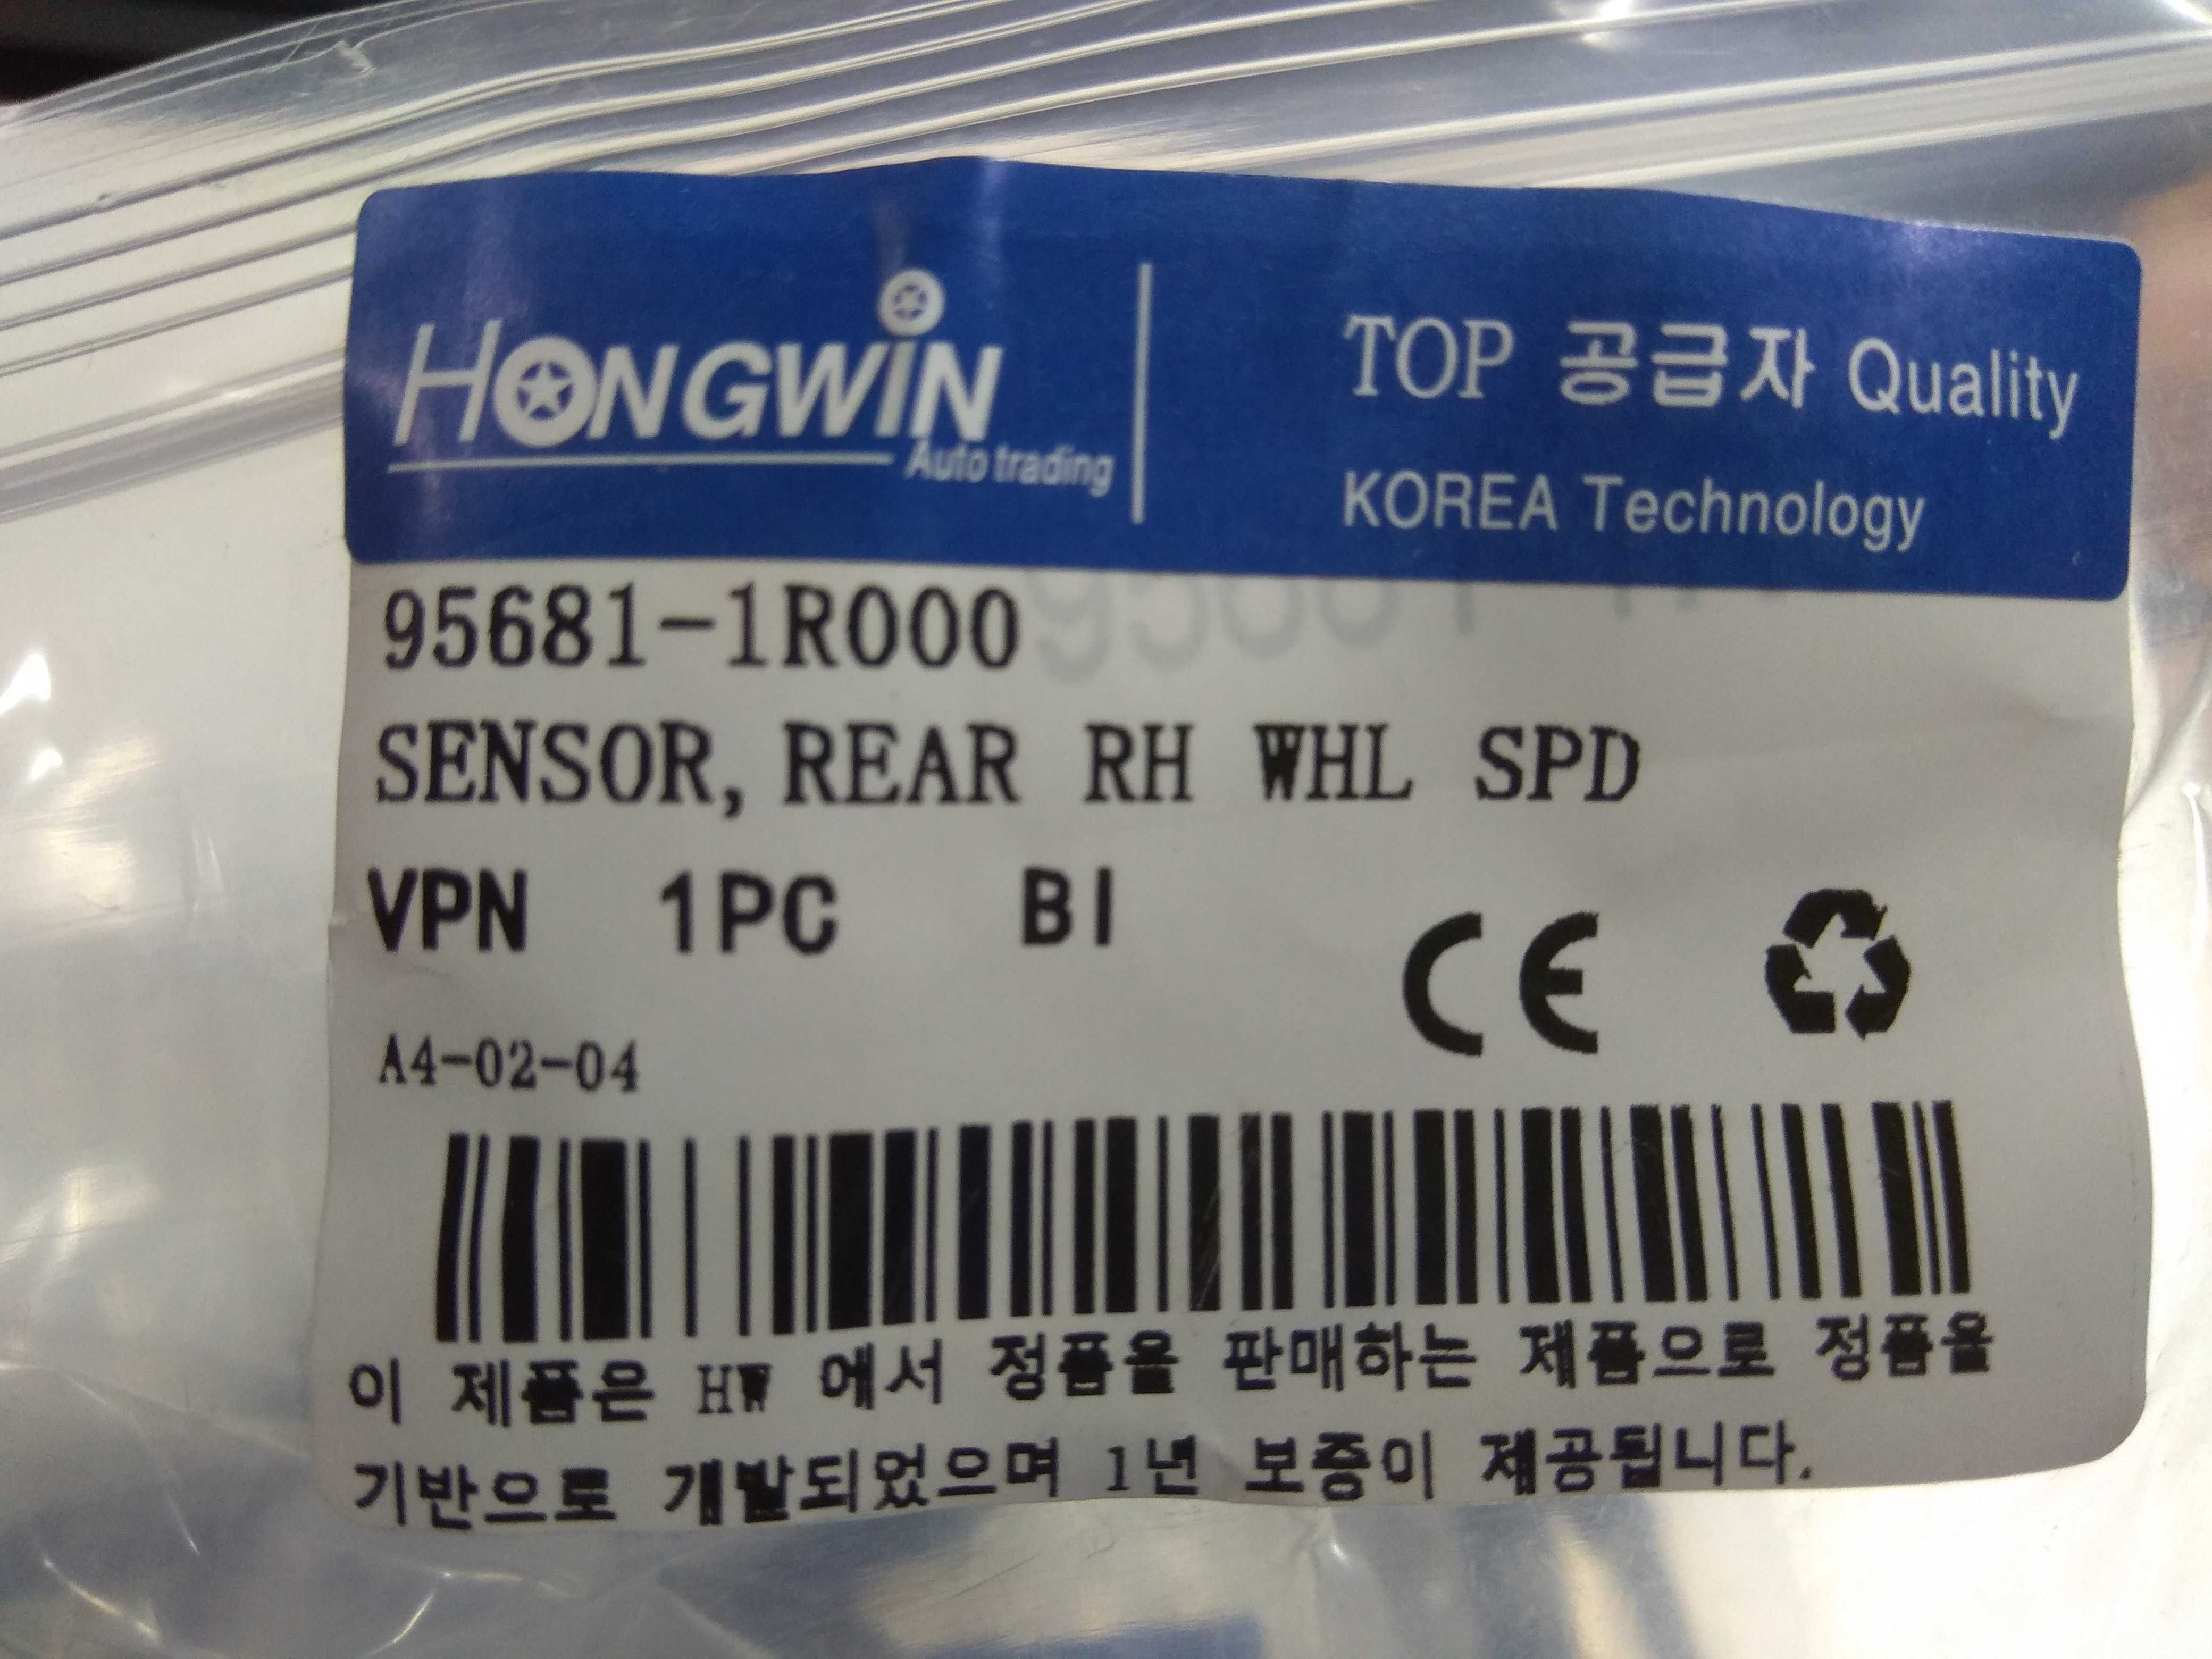 HONGWiN
Auto trading
TOP 공급자 Quality
KOREA Technology
95681-1R000
SENSOR, REAR RH WHL SPD
VPN 1PC BI
CE
A4-02-04
이 제품은 HW 에서 정품을 판매하는 제품으로 정품을
기반으로 개발되었으며 1년 보증이 제공됩니다.